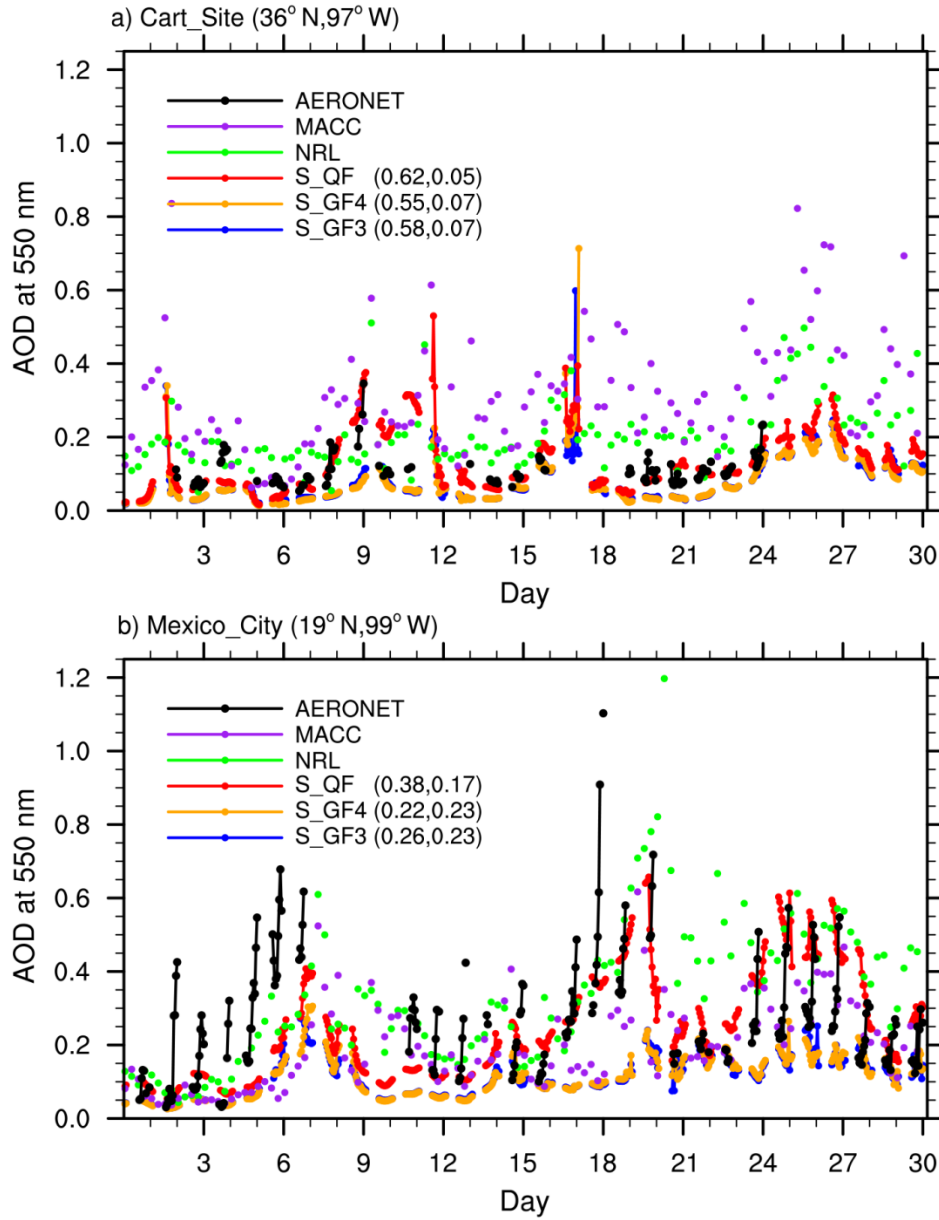 a) Cart_Site (36° N,97° W)
3 6 9 12 15 18 21 24 27 30
1.2
1.0
0.8
0.6
0.4
0.2
0.0
AOD at 550 nm
AERONET
MACC
NRL
S_QF (0.62,0.05)
S_GF4 (0.55,0.07)
S_GF3 (0.58,0.07)
Day
b) Mexico_City (19° N,99° W)
1.2
1.0
0.8
0.6
0.4
0.2
0.0
AOD at 550 nm
AERONET
MACC
NRL
S_QF (0.38,0.17)
S_GF4 (0.22,0.23)
S_GF3 (0.26,0.23)
3 6 9 12 15 18 21 24 27 30
Day